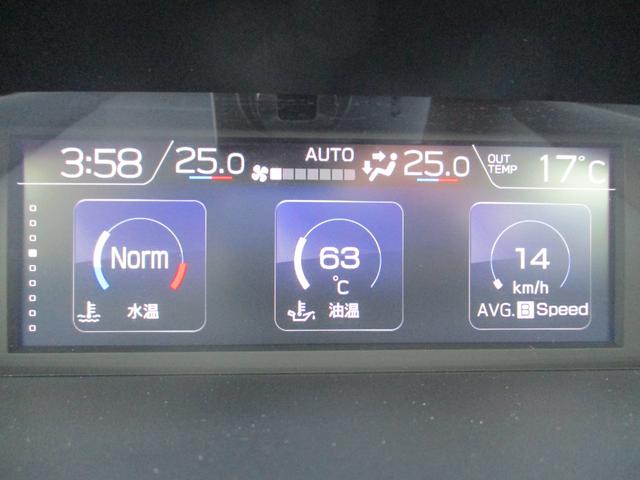 3:58 25.0 AUTO 25.0 OUT TEMP 17°C
Norm
水温
63
°C
油温
14
km/h
AVG. B Speed